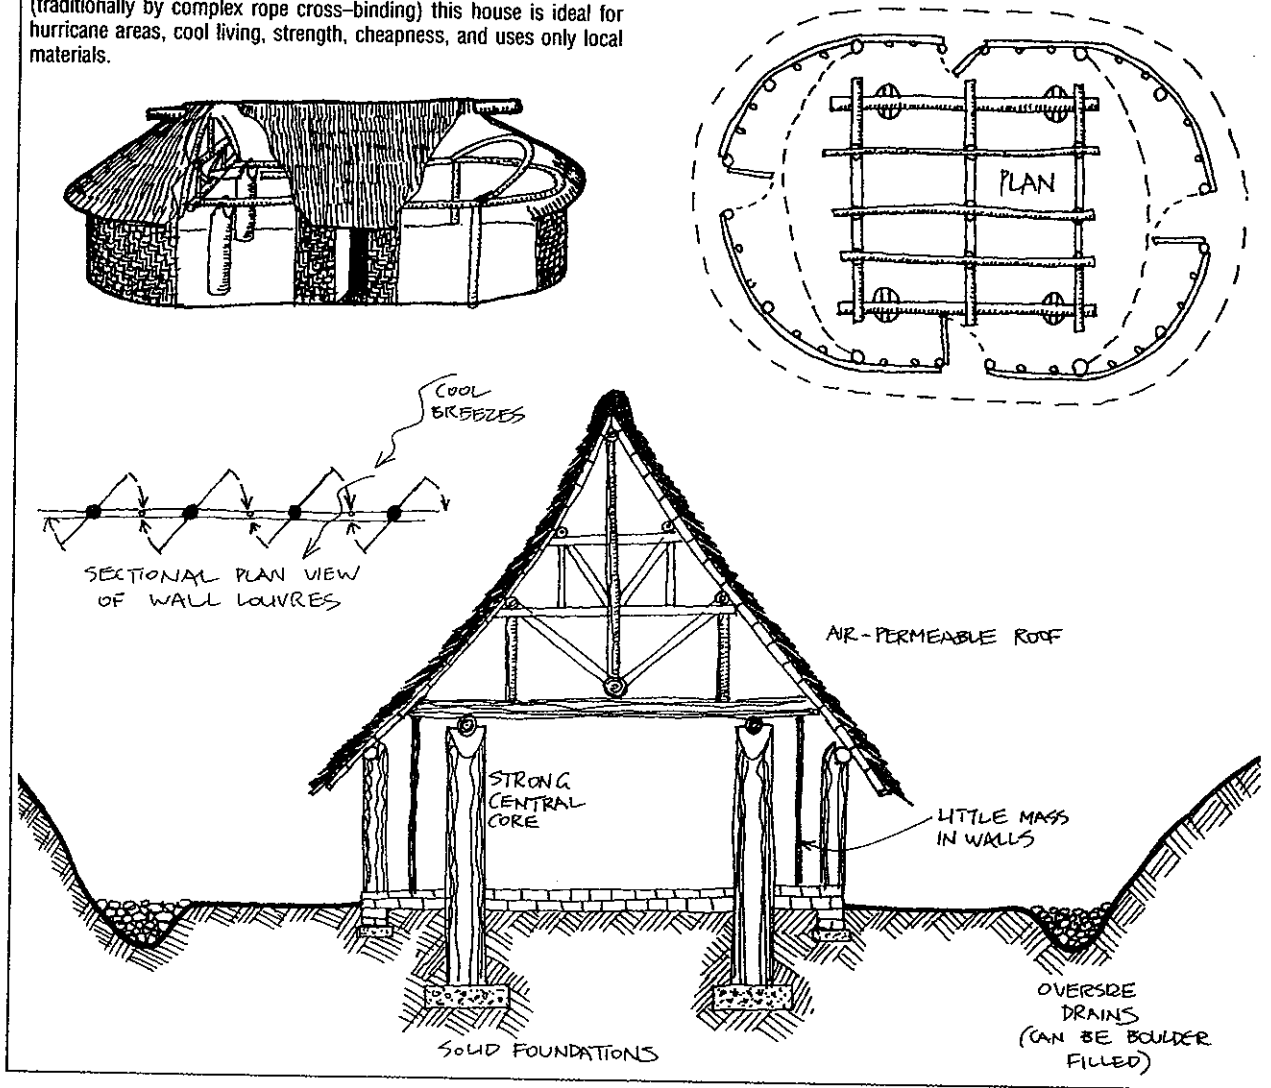 (traditionally by complex rope cross–binding) this house is ideal for
hurricane areas, cool living, strength, cheapness, and uses only local
materials.
PLAN
COOL
BREEZES
SECTIONAL PLAN VIEW
OF WALL LOUVRES
AIR-PERMEABLE ROOF
STRONG
CENTRAL
CORE
LITTLE MASS
IN WALLS
OVERSIZE
DRAINS
(CAN BE BOULDER
FILLED)
SOLID FOUNDATIONS